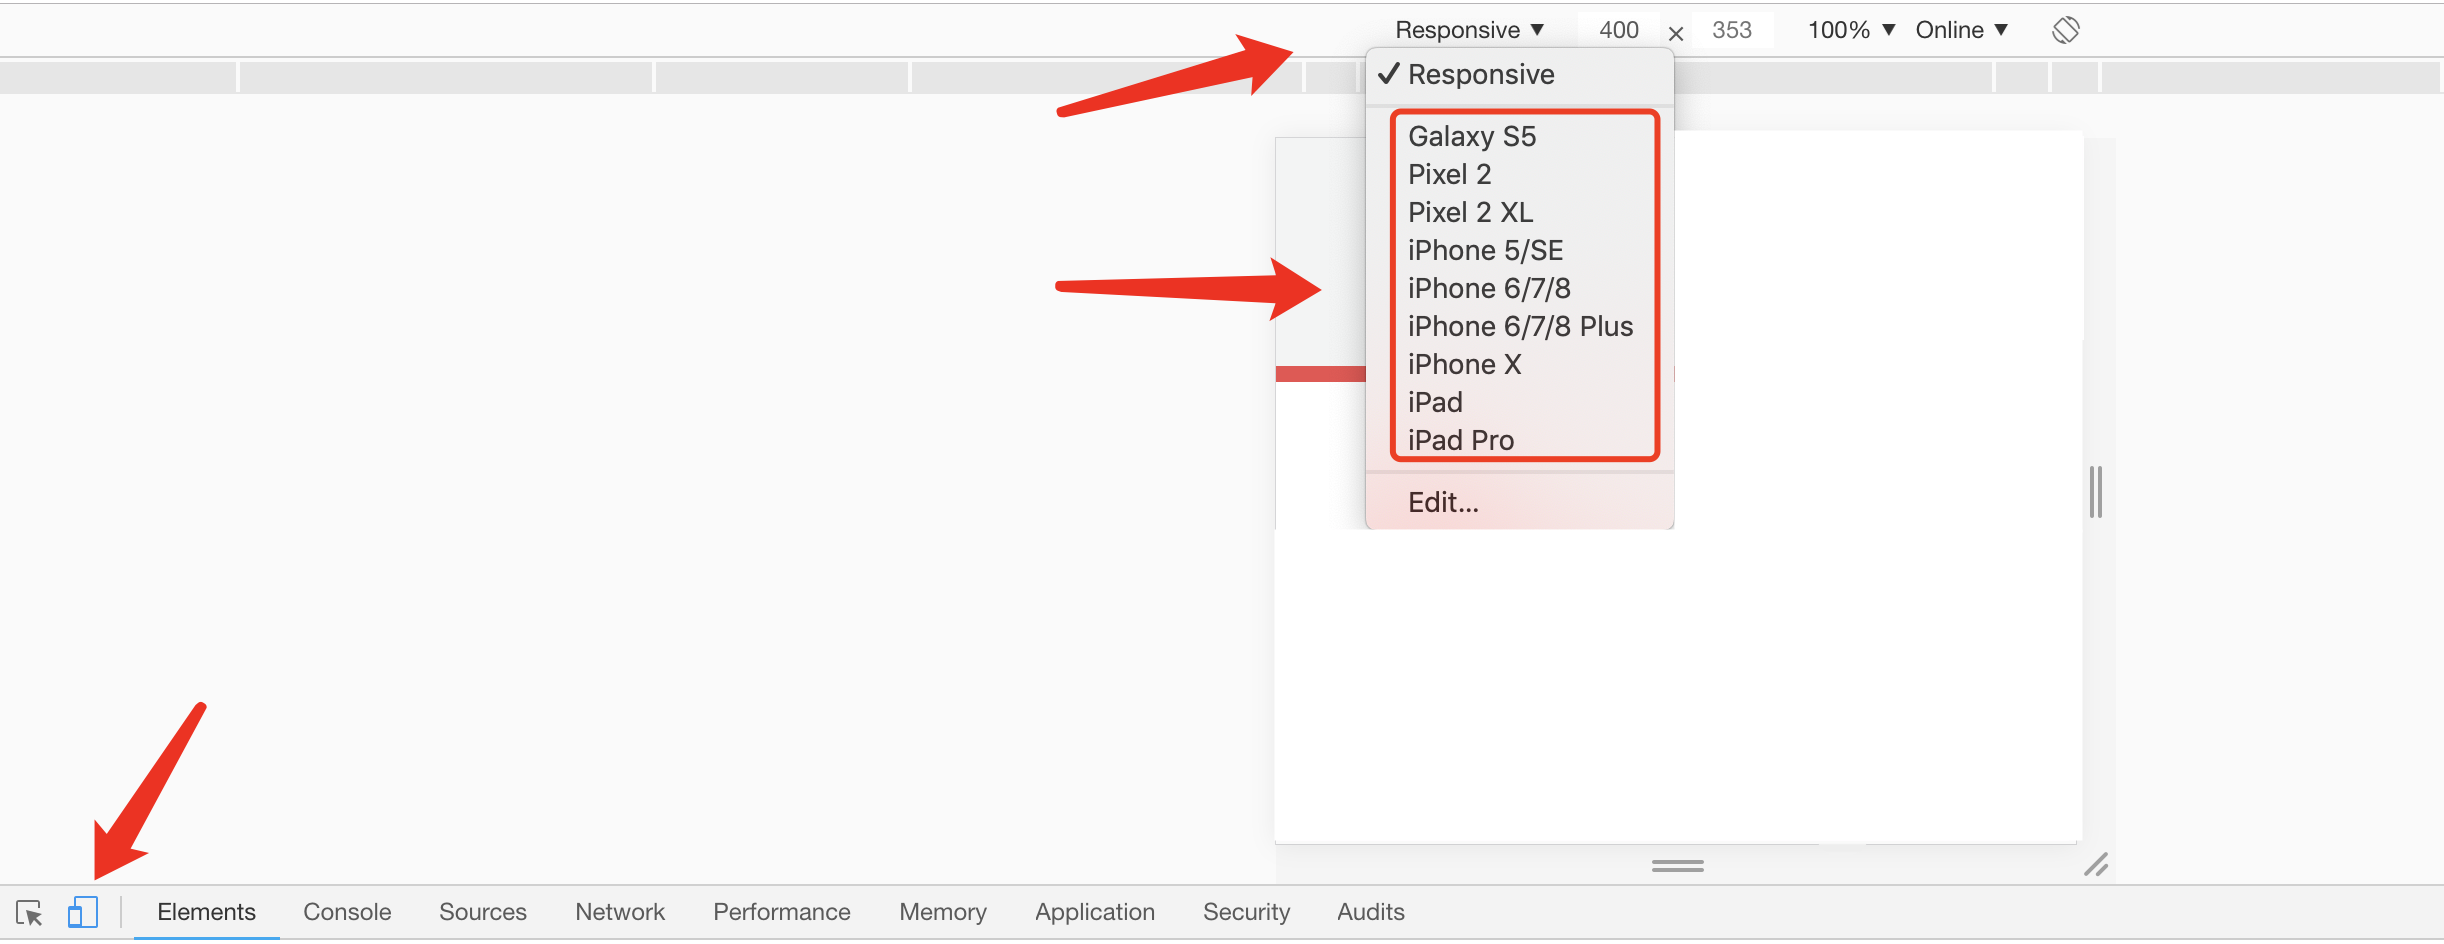 Responsive ▼ 400 × 353 100% ▼ Online ▼
✓ Responsive
Galaxy S5
Pixel 2
Pixel 2 XL
iPhone 5/SE
iPhone 6/7/8
iPhone 6/7/8 Plus
iPhone X
iPad
iPad Pro
Edit...
Elements Console Sources Network Performance Memory Application Security Audits